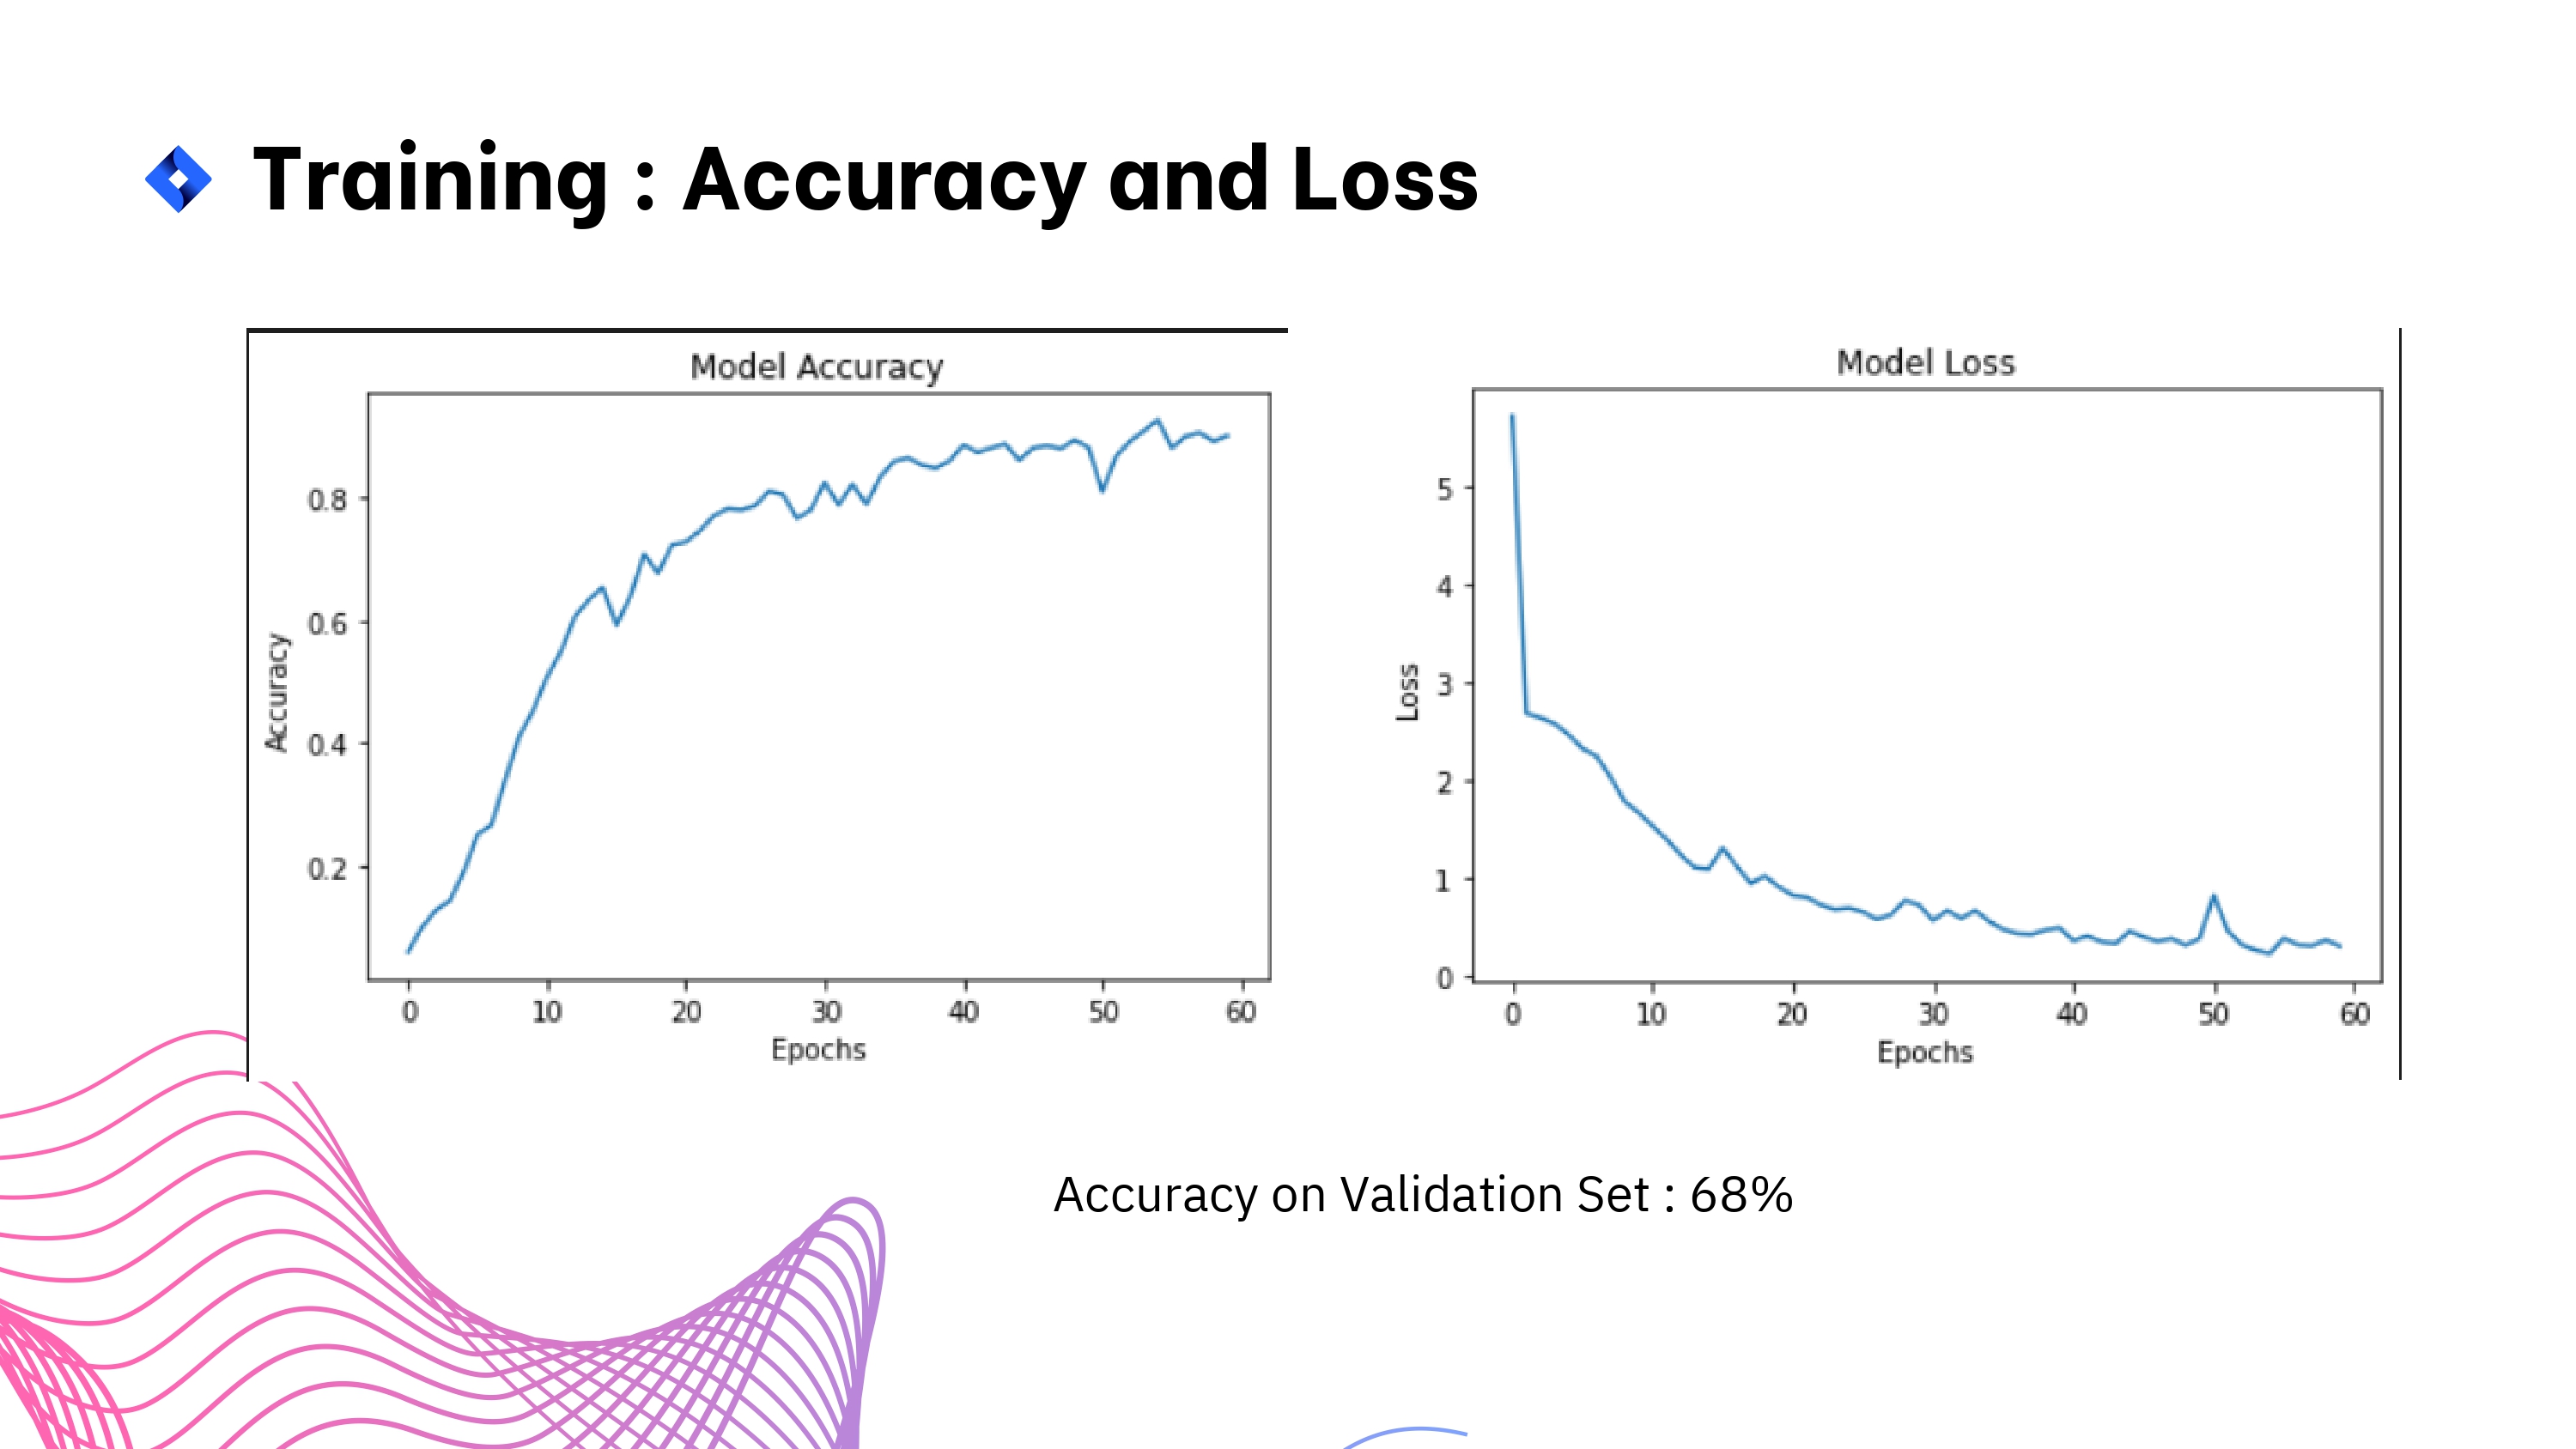 Training : Accuracy and Loss
Model Accuracy
Accuracy
0.8
0.6
0.4
0.2
0 10 20 30 40 50 60
Epochs
Model Loss
Loss
5
4
3
2
1
0
0 10 20 30 40 50 60
Epochs
Accuracy on Validation Set : 68%